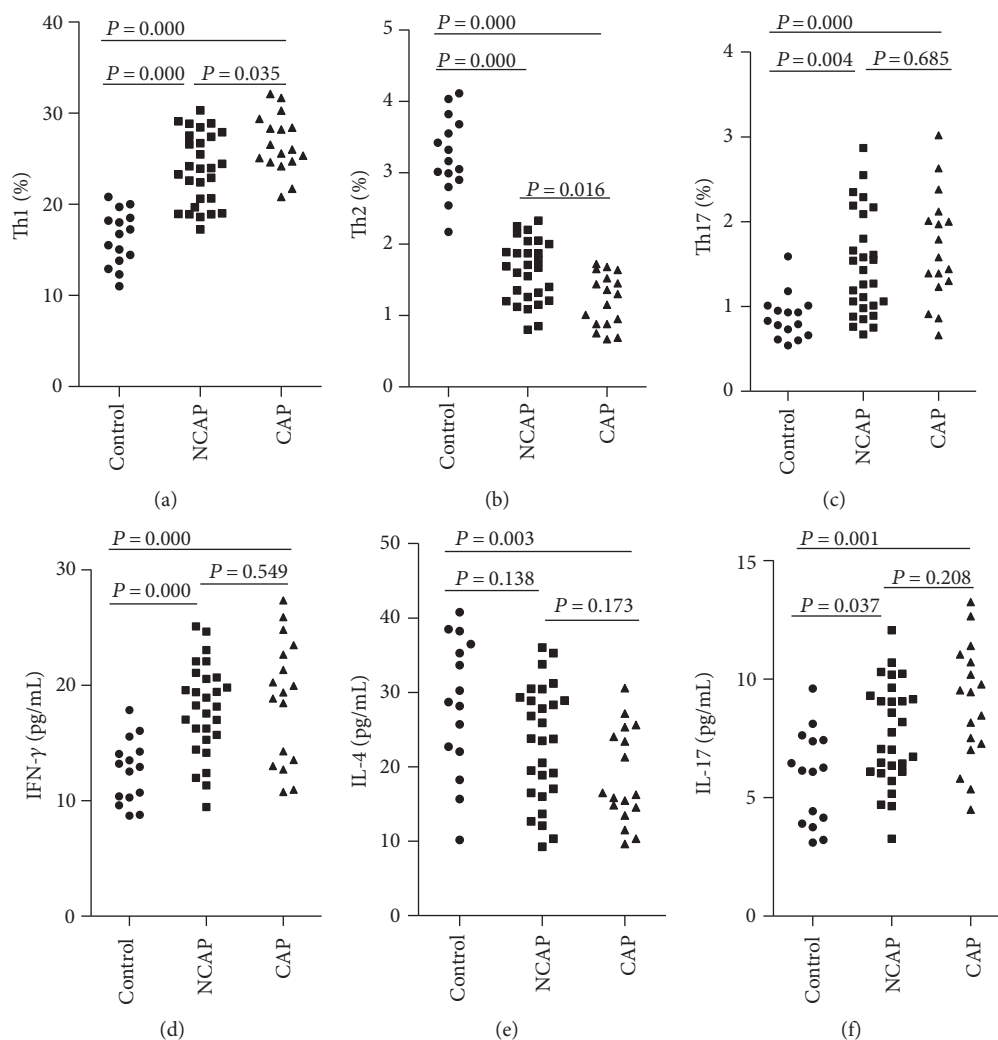 P = 0.000
P = 0.000
P = 0.035
Th1 (%)
40
30
20
10
0
Control
NCAP
CAP
(a)
P = 0.000
P = 0.000
P = 0.016
Th2 (%)
5
4
3
2
1
0
Control
NCAP
CAP
(b)
P = 0.000
P = 0.004
P = 0.685
Th17 (%)
4
3
2
1
0
Control
NCAP
CAP
(c)
P = 0.000
P = 0.549
P = 0.000
IFN-γ (pg/mL)
30
20
10
0
Control
NCAP
CAP
(d)
P = 0.003
P = 0.138
P = 0.173
IL-4 (pg/mL)
50
40
30
20
10
0
Control
NCAP
CAP
(e)
P = 0.001
P = 0.208
P = 0.037
IL-17 (pg/mL)
15
10
5
0
Control
NCAP
CAP
(f)